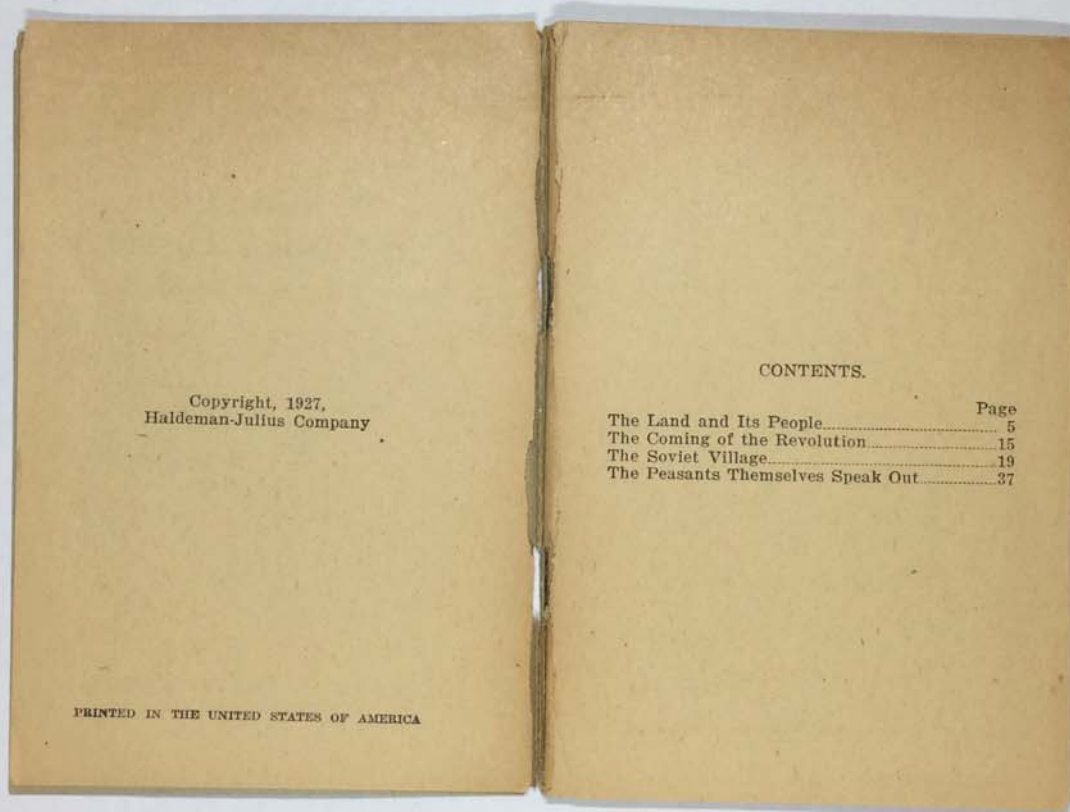 Copyright, 1927,
Haldeman-Julius Company
PRINTED IN THE UNITED STATES OF AMERICA
CONTENTS.
Page
The Land and Its People 5
The Coming of the Revolution 15
The Soviet Village 19
The Peasants Themselves Speak Out 37